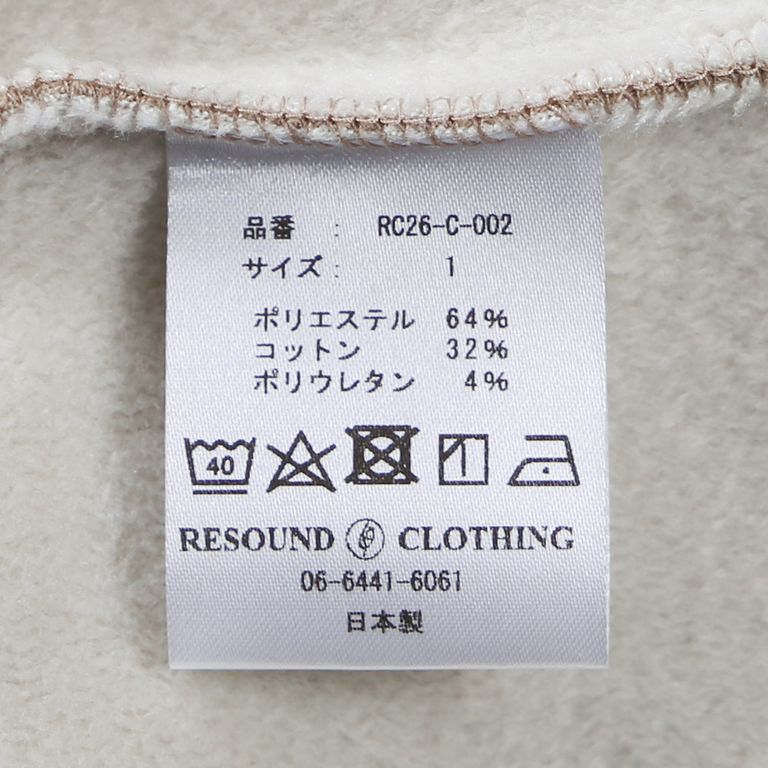 品番 : RC26-C-002
サイズ : 1
ポリエステル 64%
コットン 32%
ポリウレタン 4%
40
RESOUND CLOTHING
06-6441-6061
日本製